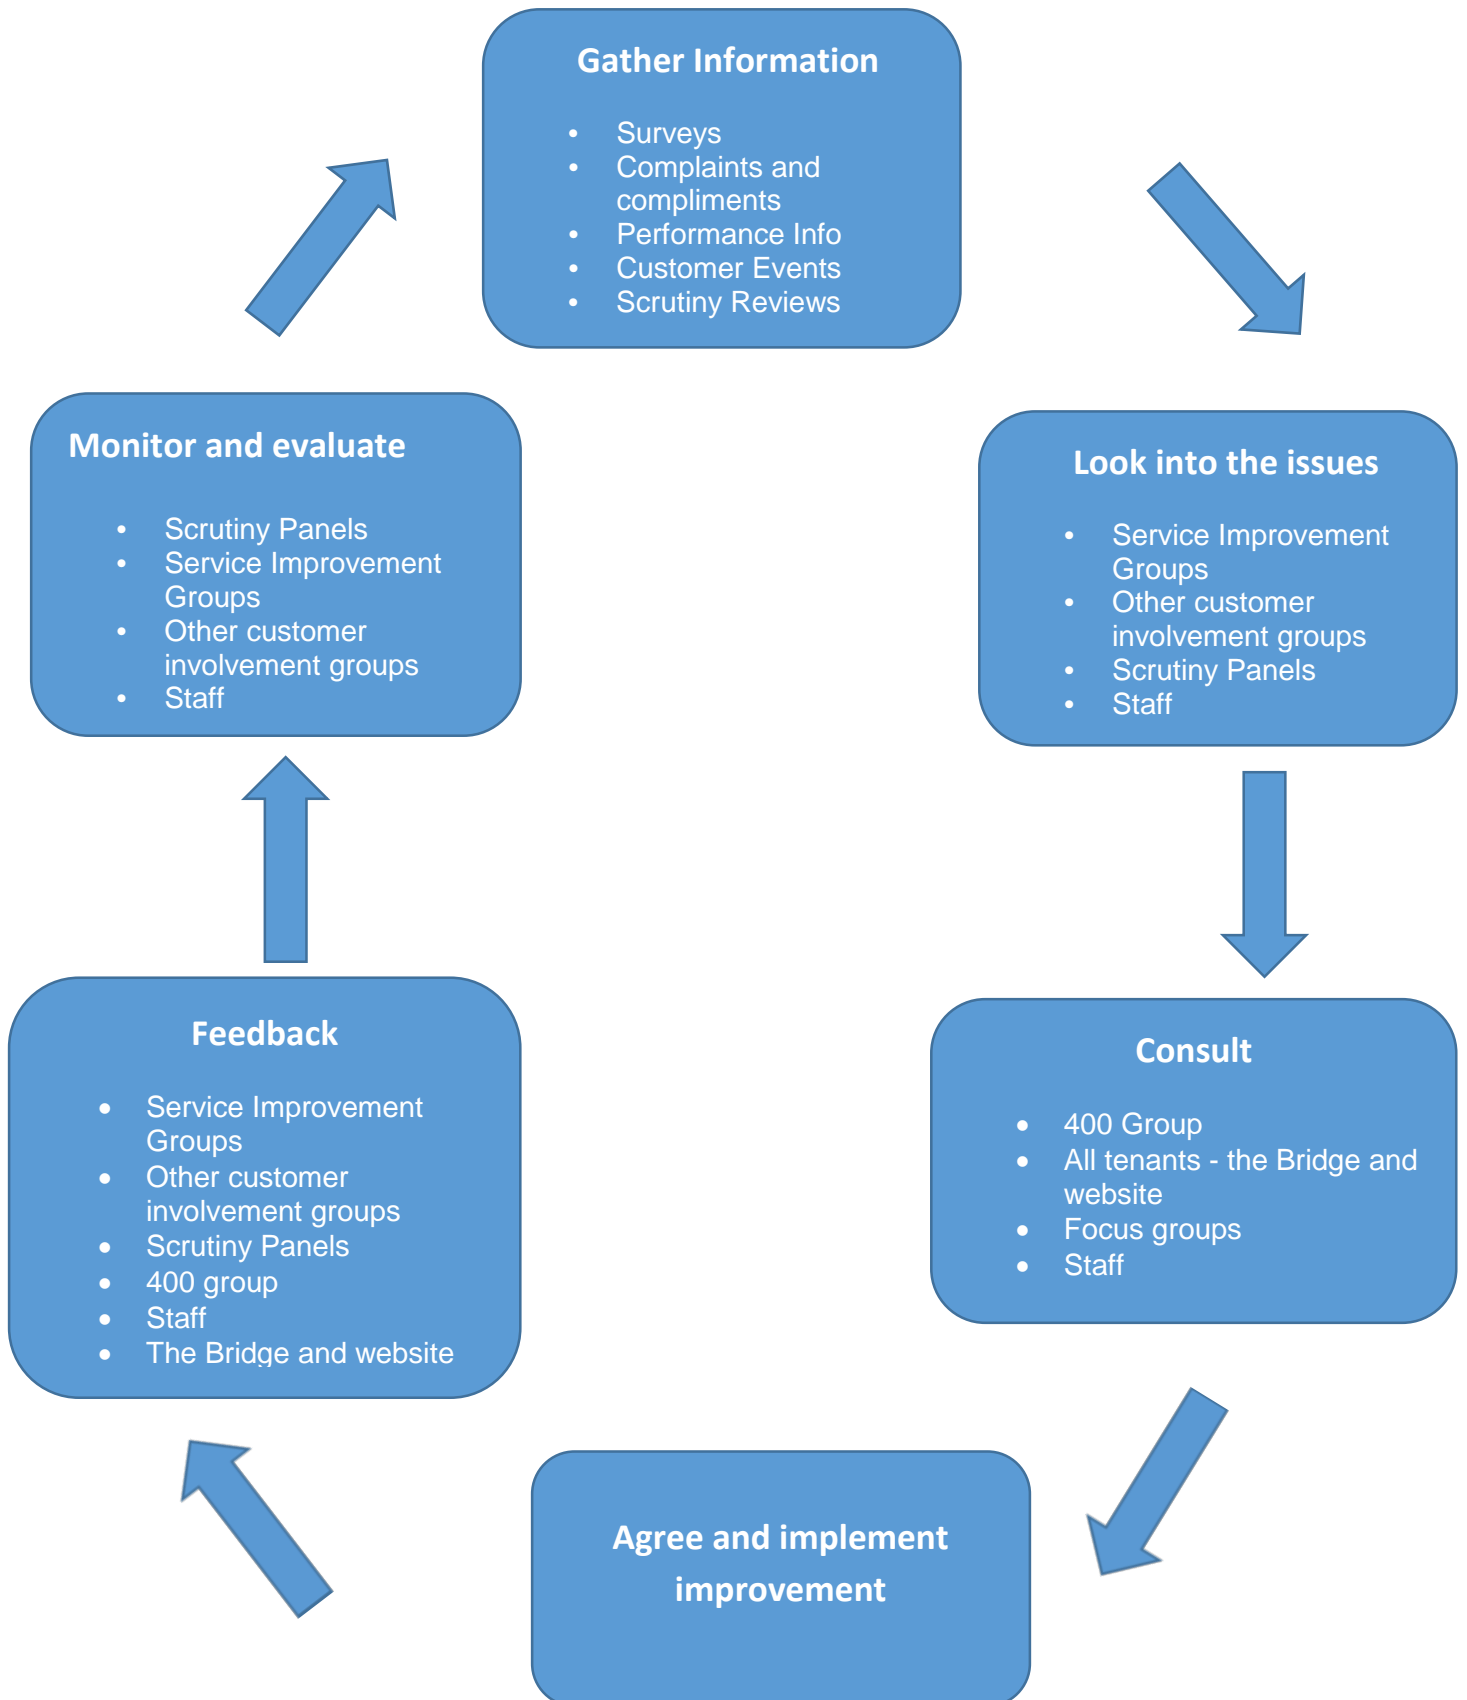 Gather Information
• Surveys
• Complaints and
compliments
• Performance Info
• Customer Events
• Scrutiny Reviews
Look into the issues
• Service Improvement
Groups
• Other customer
involvement groups
• Scrutiny Panels
• Staff
Consult
• 400 Group
• All tenants - the Bridge and
website
• Focus groups
• Staff
Agree and implement
improvement
Feedback
• Service Improvement
Groups
• Other customer
involvement groups
• Scrutiny Panels
• 400 group
• Staff
• The Bridge and website
Monitor and evaluate
• Scrutiny Panels
• Service Improvement
Groups
• Other customer
involvement groups
• Staff